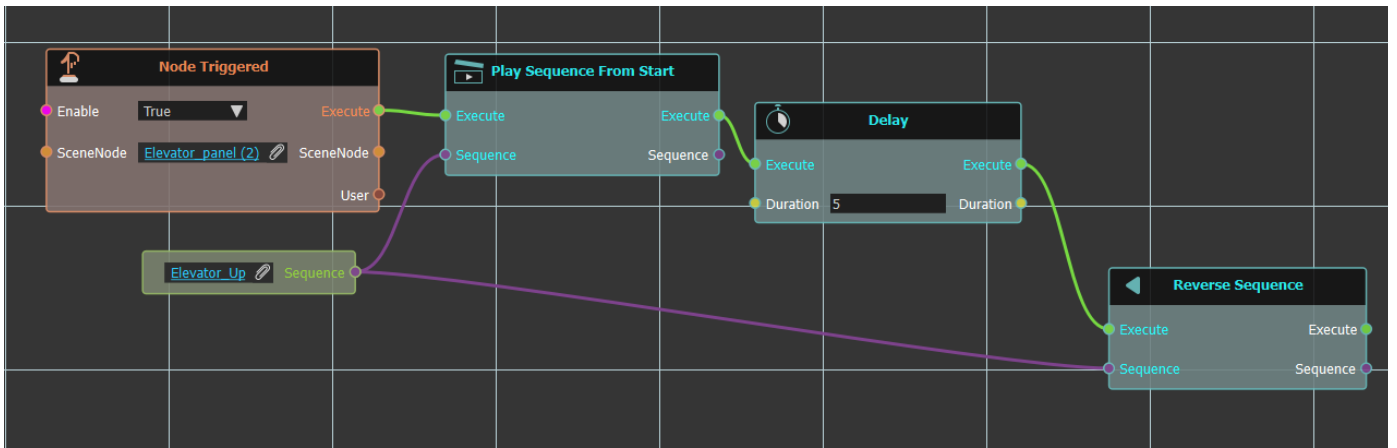 Node Triggered
Enable True Execute
SceneNode Elevator_panel (2) SceneNode
User
Elevator_Up Sequence
Play Sequence From Start
Execute Execute
Sequence Sequence
Delay
Execute Execute
Duration 5 Duration
Reverse Sequence
Execute Execute
Sequence Sequence